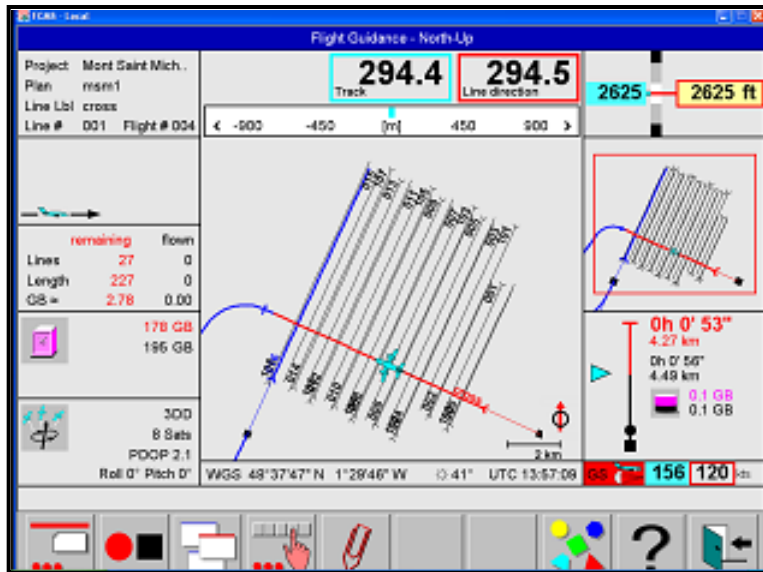 FCMS - Local
Flight Guidance - North-Up
Project Mont Saint Mich..
Plan msm1
Line Lbl cross
Line # 001 Flight # 004
294.4
Track
294.5
Line direction
2625
2625 ft
< -900 -450 [m] 450 900 >
remaining flown
Lines 27 0
Length 227 0
GB = 2.78 0.00
178 GB
195 GB
3DD
8 Sats
PDOP 2.1
Roll 0° Pitch 0°
2 km
0h 0' 53"
4.27 km
0h 0' 56"
4.49 km
0.1 GB
0.1 GB
WGS 48°37'47" N 1°29'46" W 41° UTC 13:57:09
GS 156 120 kts
?